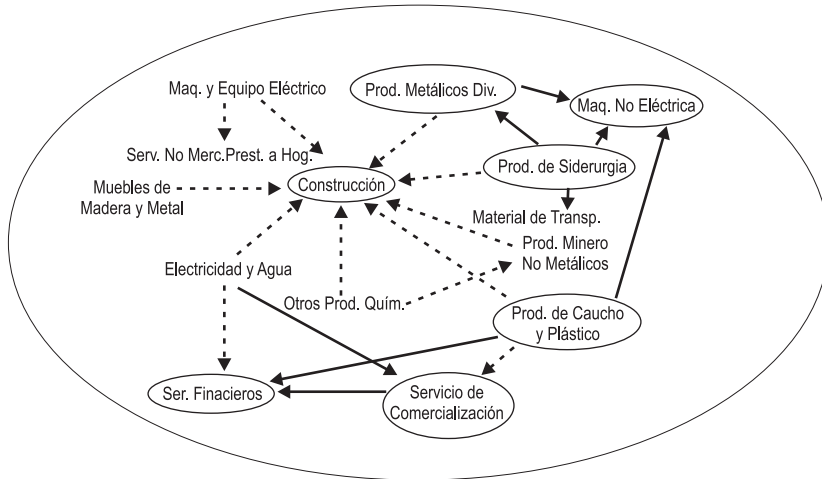 Maq. y Equipo Eléctrico
Prod. Metálicos Div.
Maq. No Eléctrica
Serv. No Merc.Prest. a Hog.
Prod. de Siderurgia
Construcción
Muebles de
Madera y Metal
Material de Transp.
Prod. Minero
No Metálicos
Electricidad y Agua
Otros Prod. Quím.
Prod. de Caucho
y Plástico
Ser. Finacieros
Servicio de
Comercialización